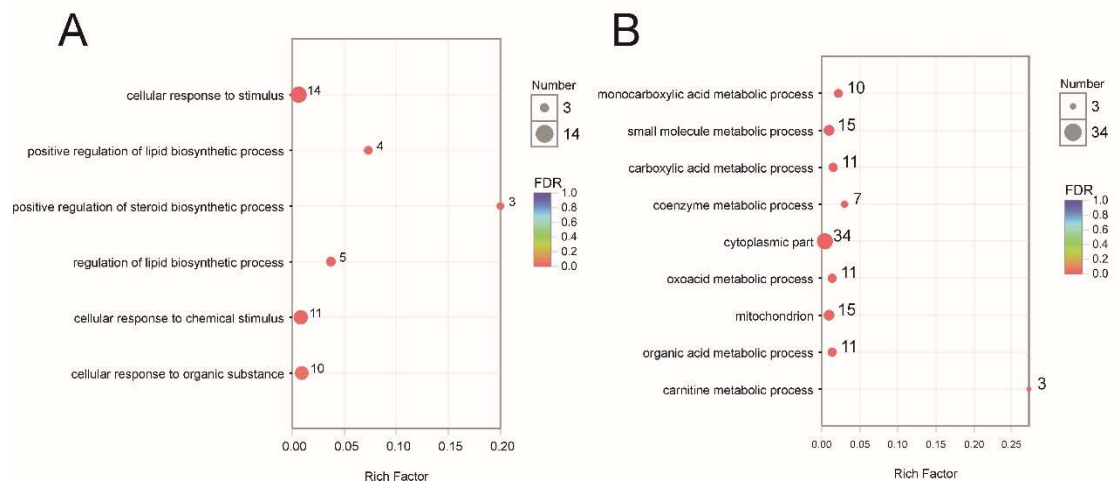 A
cellular response to stimulus
14
positive regulation of lipid biosynthetic process
4
positive regulation of steroid biosynthetic process
3
regulation of lipid biosynthetic process
5
cellular response to chemical stimulus
11
cellular response to organic substance
10
0.00 0.05 0.10 0.15 0.20
Rich Factor
Number
3
14
FDR
1.0
0.8
0.6
0.4
0.2
0.0
B
monocarboxylic acid metabolic process
10
small molecule metabolic process
15
carboxylic acid metabolic process
11
coenzyme metabolic process
7
cytoplasmic part
34
oxoacid metabolic process
11
mitochondrion
15
organic acid metabolic process
11
carnitine metabolic process
3
0.00 0.05 0.10 0.15 0.20 0.25
Rich Factor
Number
3
34
FDR
1.0
0.8
0.6
0.4
0.2
0.0